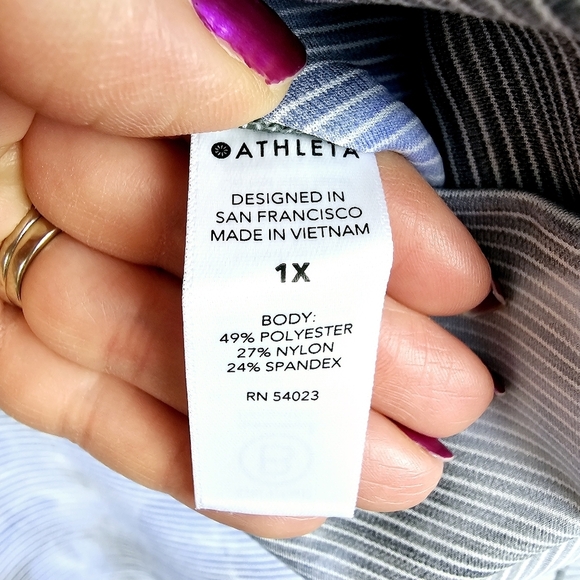 ATHLETA
DESIGNED IN
SAN FRANCISCO
MADE IN VIETNAM
1X
BODY:
49% POLYESTER
27% NYLON
24% SPANDEX
RN 54023